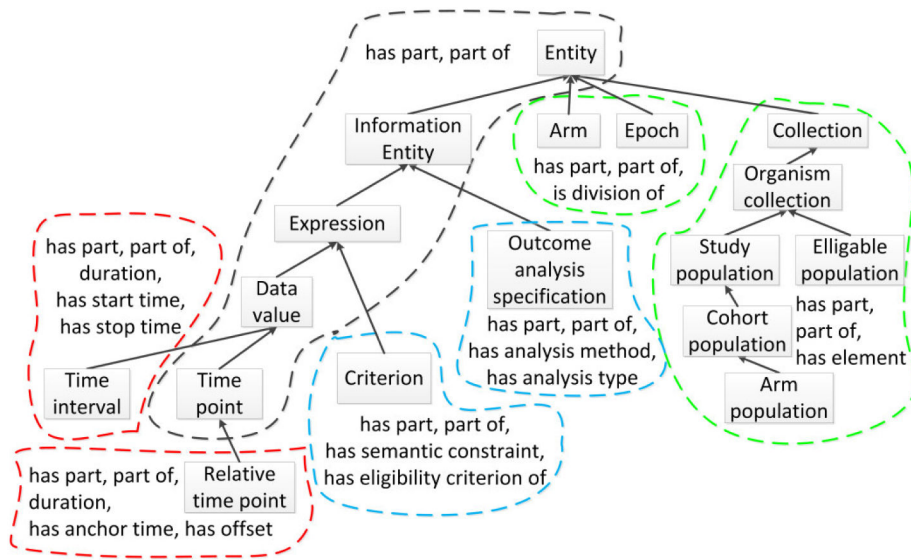 has part, part of
Entity
Information
Entity
Arm
Epoch
Collection
has part, part of,
is division of
Organism
collection
Expression
has part, part of,
duration,
has start time,
has stop time
Outcome
analysis
specification
Study
population
Elligable
population
Data
value
has part, part of,
has analysis method,
has analysis type
Cohort
population
has part,
part of,
has element
Time
interval
Time
point
Criterion
Arm
population
has part, part of,
has semantic constraint,
has eligibility criterion of
has part, part of,
duration,
has anchor time, has offset
Relative
time point